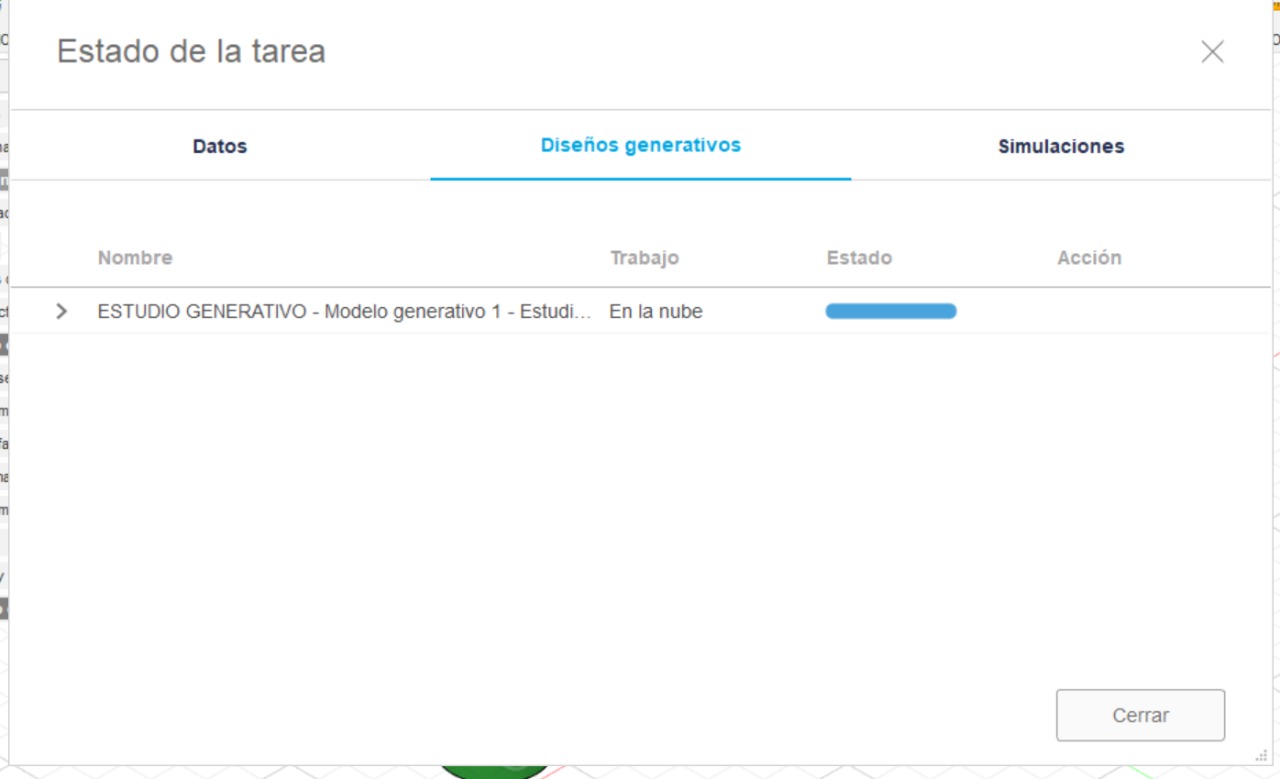 Estado de la tarea
Datos
Diseños generativos
Simulaciones
Nombre
Trabajo
Estado
Acción
ESTUDIO GENERATIVO - Modelo generativo 1 - Estudi...
En la nube
Cerrar